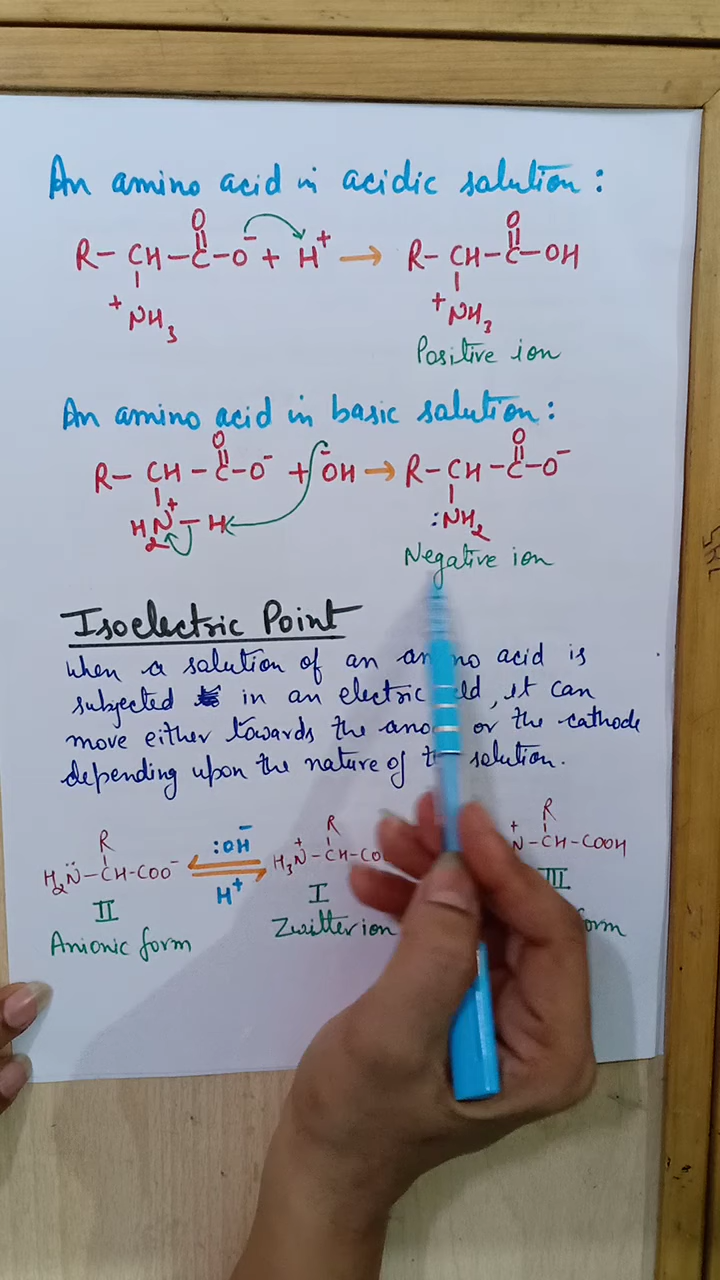 An amino acid in acidic solution:
O O
R-CH-C-O⁻ + H⁺ → R-CH-C-OH
⁺NH₃ ⁺NH₃
Positive ion
An amino acid in basic solution:
O O
R-CH-C-O⁻ + ⁻OH → R-CH-C-O⁻
H₂N⁺-H :NH₂
Negative ion
Isoelectric Point
When a solution of an amino acid is
subjected in an electric field, it can
move either towards the anode or the cathode
depending upon the nature of the solution.
R :OH⁻ R R
H₂N̈-CH-COO⁻ H⁺ H₃N⁺-CH-CO N⁺-CH-COOH
II I III
Anionic form Zwitter ion form